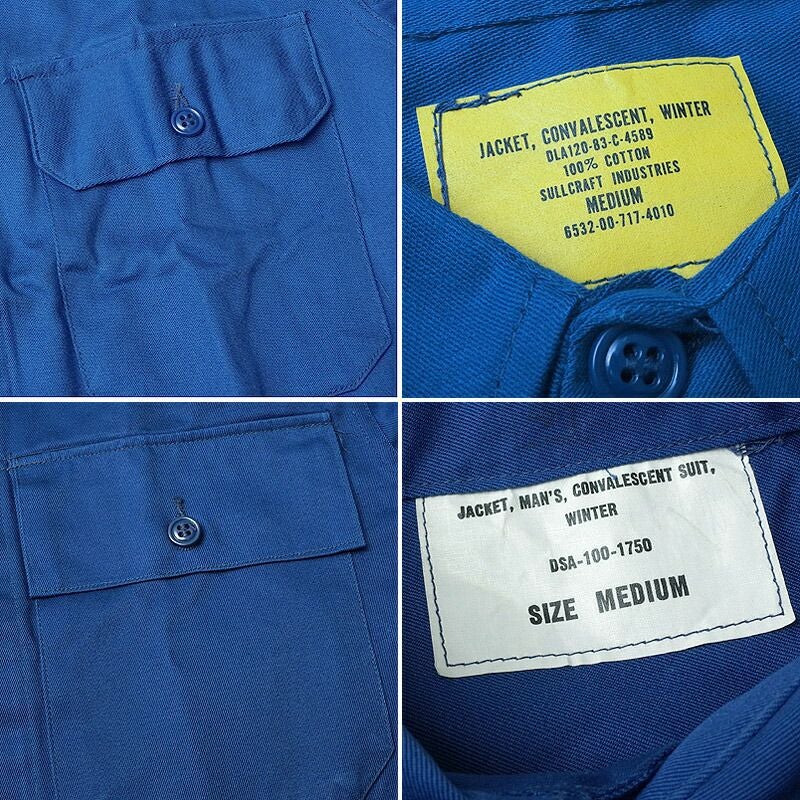 JACKET, CONVALESCENT, WINTER
DLA120-83-C-4589
100% COTTON
SULLCRAFT INDUSTRIES
MEDIUM
6532-00-717-4010
JACKET, MAN'S, CONVALESCENT SUIT,
WINTER
DSA-100-1750
SIZE MEDIUM